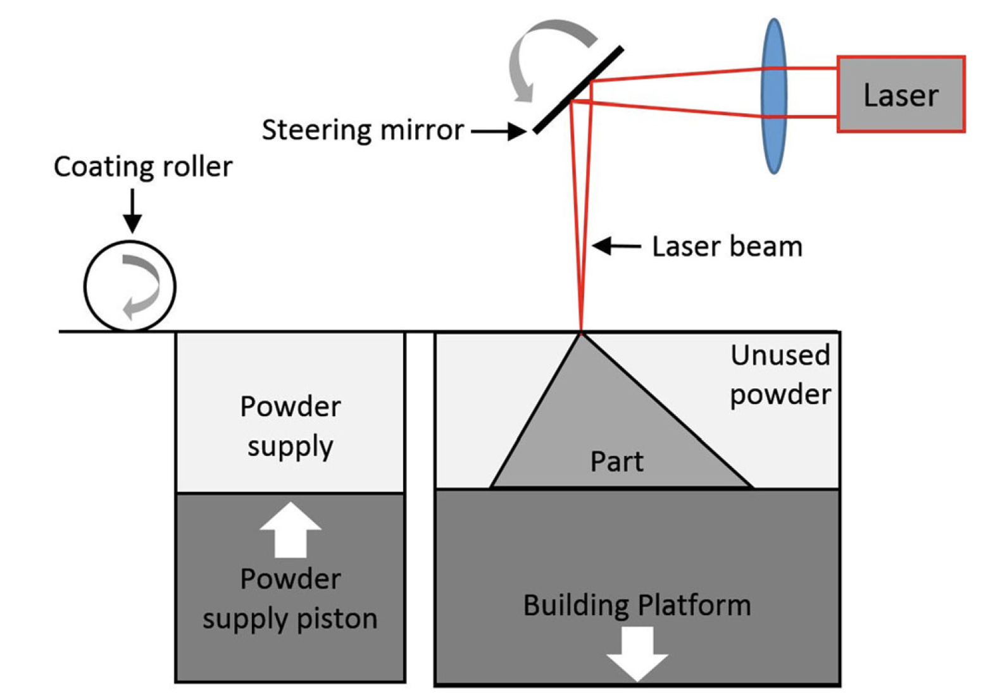 Laser
Steering mirror
Coating roller
Laser beam
Unused
powder
Powder
supply
Part
Powder
supply piston
Building Platform